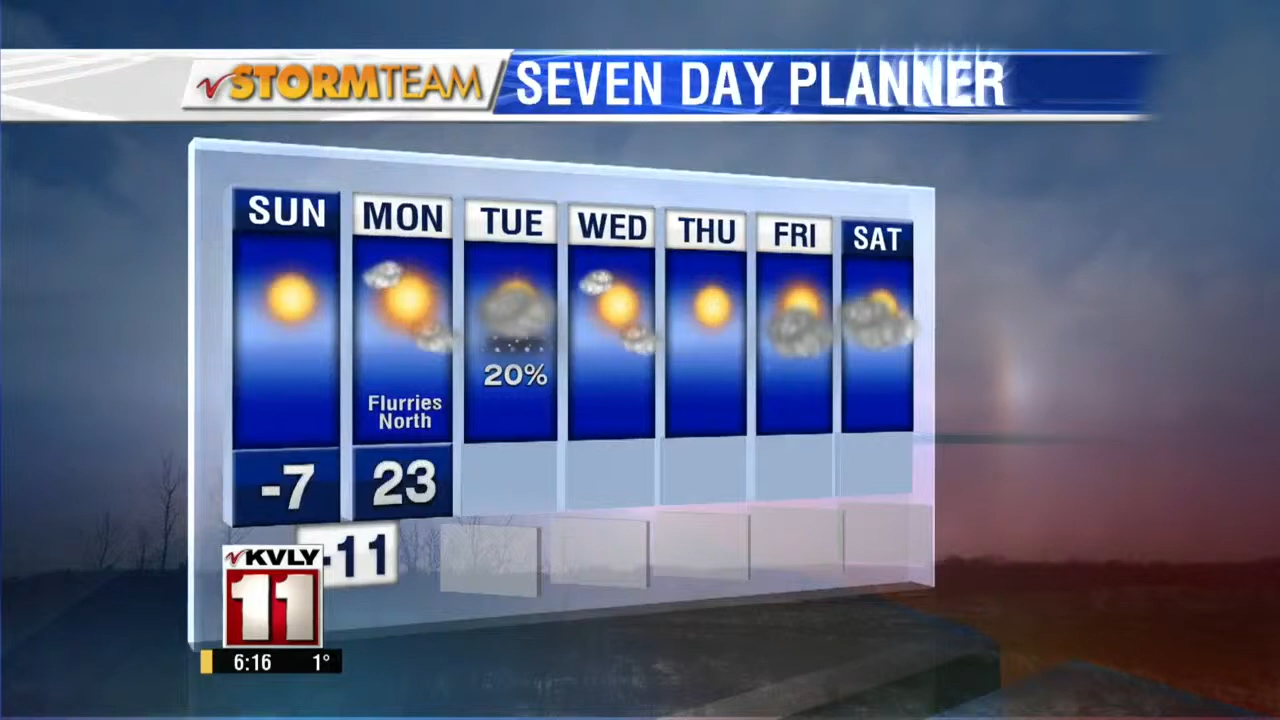 STORMTEAM
SEVEN DAY PLANNER
SUN
MON
TUE
WED
THU
FRI
SAT
20%
Flurries
North
-7
23
-11
KVLY
11
6:16 1°